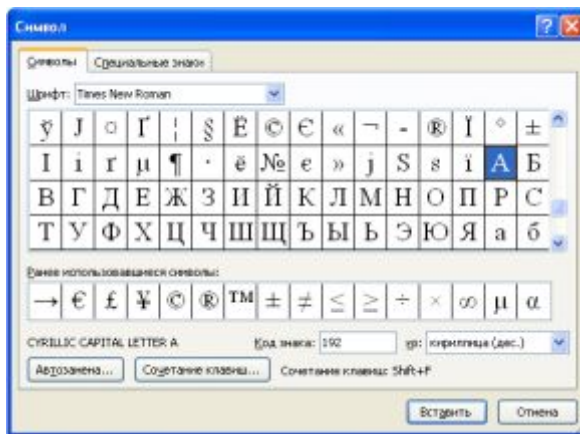 Символ
Символы Специальные знаки
Шрифт: Times New Roman
ў Ј ¤ Ґ ¦ § Ё © Є « ¬ - ® Ї ° ±
І і ґ µ ¶ · ё № є » ј Ѕ ѕ ї А Б
В Г Д Е Ж З И Й К Л М Н О П Р С
Т У Ф Х Ц Ч Ш Щ Ъ Ы Ь Э Ю Я а б
Ранее использовавшиеся символы:
→ € £ ¥ © ® ™ ± ≠ ≤ ≥ ÷ × ∞ µ α
CYRILLIC CAPITAL LETTER A Код знака: 192 из: кириллица (дес.)
Автозамена... Сочетание клавиш... Сочетание клавиш: Shift+F
Вставить Отмена